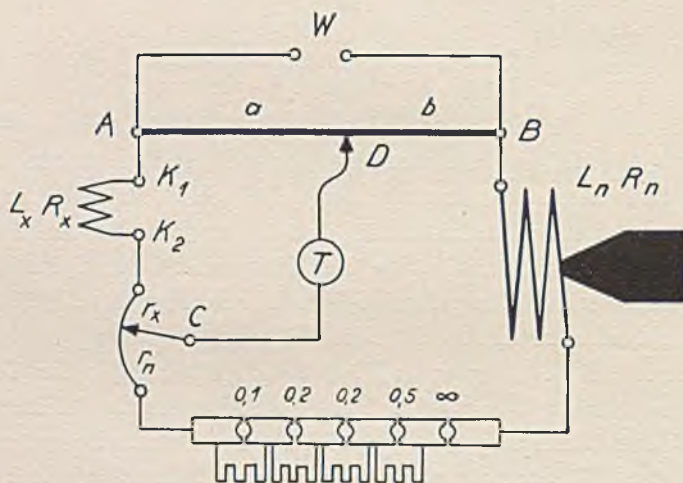 W
a b
A B
D
K1
Lx Rx
Ln Rn
K2
T
rx
C
rn
0,1 0,2 0,2 0,5 ∞